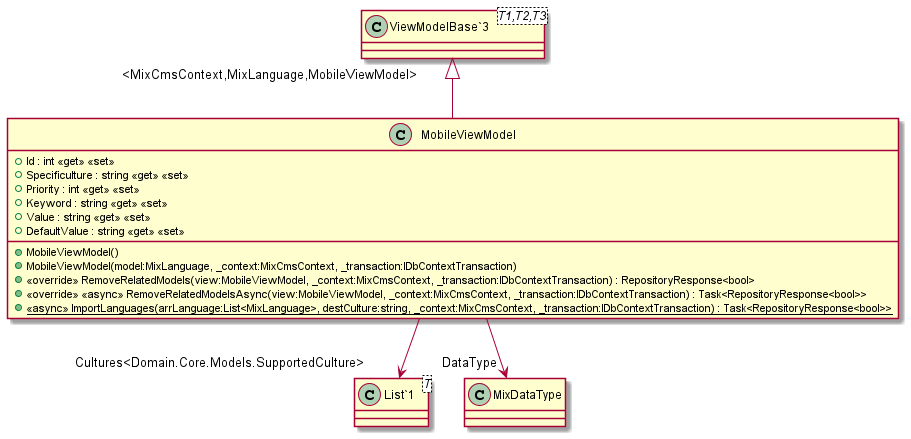 C ViewModelBase`3 T1,T2,T3
<MixCmsContext,MixLanguage,MobileViewModel>
C MobileViewModel
Id : int «get» «set»
Specificulture : string «get» «set»
Priority : int «get» «set»
Keyword : string «get» «set»
Value : string «get» «set»
DefaultValue : string «get» «set»
MobileViewModel()
MobileViewModel(model:MixLanguage, _context:MixCmsContext, _transaction:IDbContextTransaction)
«override» RemoveRelatedModels(view:MobileViewModel, _context:MixCmsContext, _transaction:IDbContextTransaction) : RepositoryResponse<bool>
«override» «async» RemoveRelatedModelsAsync(view:MobileViewModel, _context:MixCmsContext, _transaction:IDbContextTransaction) : Task<RepositoryResponse<bool>>
«async» ImportLanguages(arrLanguage:List<MixLanguage>, destCulture:string, _context:MixCmsContext, _transaction:IDbContextTransaction) : Task<RepositoryResponse<bool>>
Cultures<Domain.Core.Models.SupportedCulture>
DataType
C List`1 T
C MixDataType